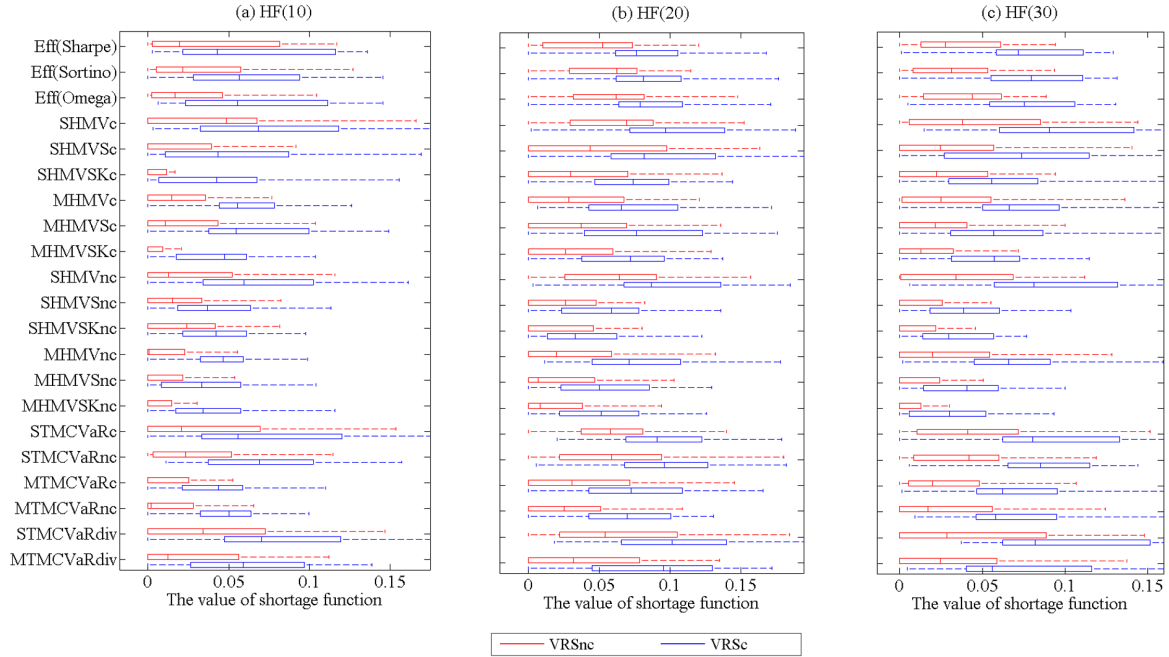 (a) HF(10)
(b) HF(20)
(c) HF(30)
Eff(Sharpe)
Eff(Sortino)
Eff(Omega)
SHMVc
SHMVSc
SHMVSKc
MHMVc
MHMVSc
MHMVSKc
SHMVnc
SHMVSnc
SHMVSKnc
MHMVnc
MHMVSnc
MHMVSKnc
STMCVaRc
STMCVaRnc
MTMCVaRc
MTMCVaRnc
STMCVaRdiv
MTMCVaRdiv
0 0.05 0.1 0.15
0 0.05 0.1 0.15
0 0.05 0.1 0.15
The value of shortage function
The value of shortage function
The value of shortage function
VRSnc VRSc